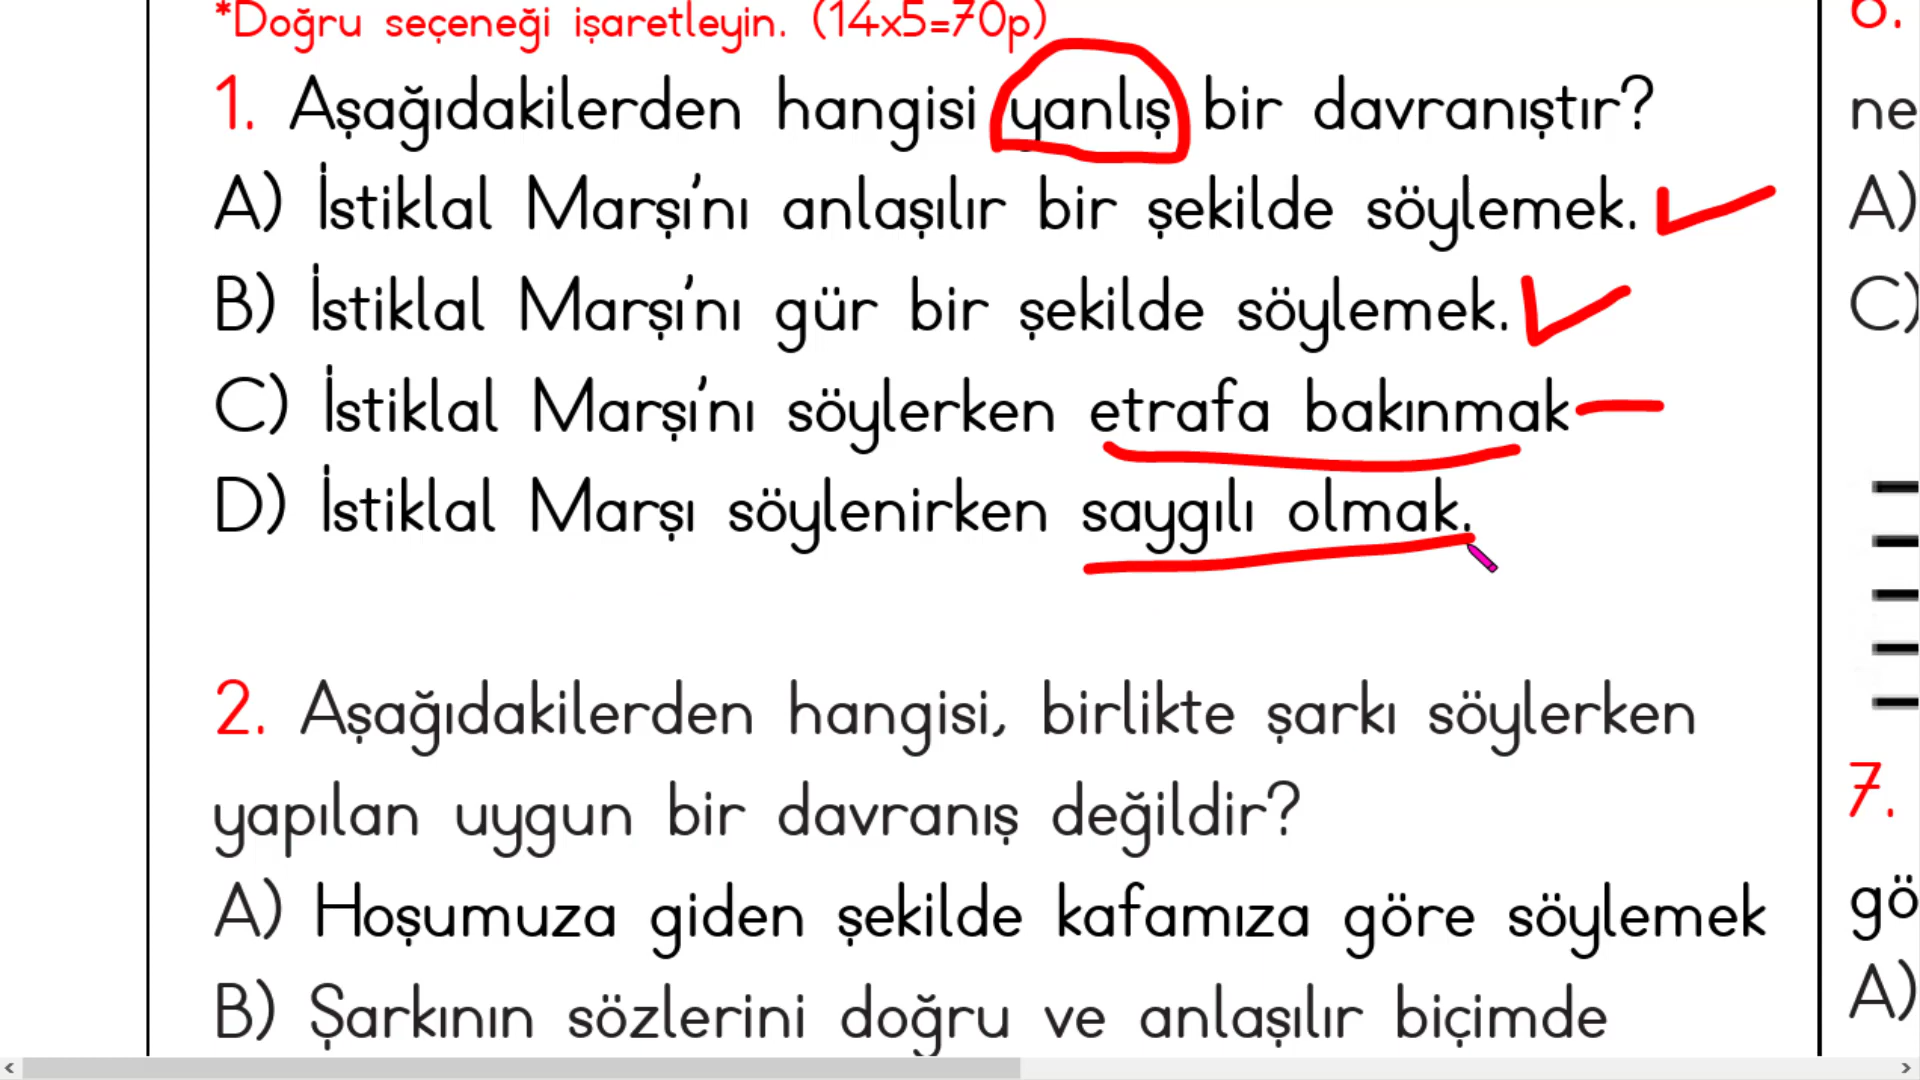 *Doğru seçeneği işaretleyin. (14x5=70p)
1. Aşağıdakilerden hangisi yanlış bir davranıştır?
A) İstiklal Marşı'nı anlaşılır bir şekilde söylemek.
B) İstiklal Marşı'nı gür bir şekilde söylemek.
C) İstiklal Marşı'nı söylerken etrafa bakınmak
D) İstiklal Marşı söylenirken saygılı olmak.
2. Aşağıdakilerden hangisi, birlikte şarkı söylerken
yapılan uygun bir davranış değildir?
A) Hoşumuza giden şekilde kafamıza göre söylemek
B) Şarkının sözlerini doğru ve anlaşılır biçimde
6.
ne
A)
C)
7.
gö
A)